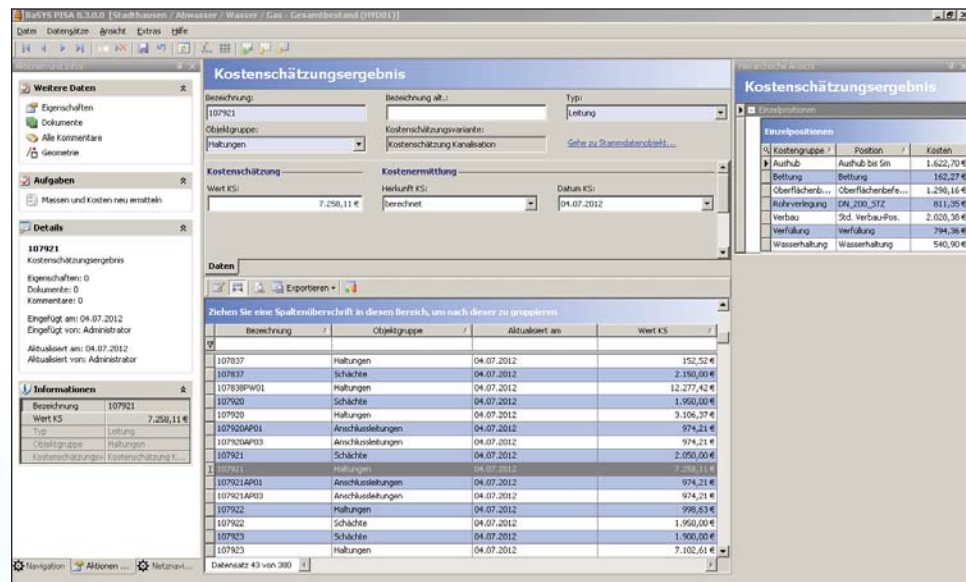 BaSYS PISA 8.3.0.0 [Stadthausen / Abwasser / Wasser / Gas - Gesamtbestand (HYD01)]
Datei Datensätze Ansicht Extras Hilfe
Aktionen und Infos
Weitere Daten
Eigenschaften
Dokumente
Alle Kommentare
Geometrie
Aufgaben
Massen und Kosten neu ermitteln
Details
107921
Kostenschätzungsergebnis
Eigenschaften: 0
Dokumente: 0
Kommentare: 0
Eingefügt am: 04.07.2012
Eingefügt von: Administrator
Aktualisiert am: 04.07.2012
Aktualisiert von: Administrator
Informationen
Bezeichnung 107921
Wert KS 7.258,11 €
Typ Leitung
Objektgruppe Haltungen
Kostenschätzungsv Kostenschätzung K...
Navigation Aktionen ... Netznavi...
Kostenschätzungsergebnis
Bezeichnung: Bezeichnung alt.: Typ:
107921 Leitung
Objektgruppe: Kostenschätzungsvariante:
Haltungen Kostenschätzung Kanalisation Gehe zu Stammdatenobjekt...
Kostenschätzung Kostenermittlung
Wert KS: Herkunft KS: Datum KS:
7.258,11 € berechnet 04.07.2012
Daten
Exportieren
Ziehen Sie eine Spaltenüberschrift in diesen Bereich, um nach dieser zu gruppieren
Bezeichnung Objektgruppe Aktualisiert am Wert KS
107837 Haltungen 04.07.2012 152,52 €
107837 Schächte 04.07.2012 2.150,00 €
107838PW01 Haltungen 04.07.2012 12.277,42 €
107920 Schächte 04.07.2012 1.950,00 €
107920 Haltungen 04.07.2012 3.106,37 €
107920AP01 Anschlussleitungen 04.07.2012 974,21 €
107920AP03 Anschlussleitungen 04.07.2012 974,21 €
107921 Schächte 04.07.2012 2.050,00 €
107921 Haltungen 04.07.2012 7.258,11 €
107921AP01 Anschlussleitungen 04.07.2012 974,21 €
107921AP03 Anschlussleitungen 04.07.2012 974,21 €
107922 Haltungen 04.07.2012 998,63 €
107922 Schächte 04.07.2012 1.950,00 €
107923 Schächte 04.07.2012 1.900,00 €
107923 Haltungen 04.07.2012 7.102,61 €
Datensatz 43 von 380
Hierarchische Ansicht
Kostenschätzungsergebnis
Einzelpositionen
Einzelpositionen
Kostengruppe Position Kosten
Aushub Aushub bis 5m 1.622,70 €
Bettung Bettung 162,27 €
Oberflächenb... Oberflächenbefe... 1.298,16 €
Rohrverlegung DN_200_STZ 811,35 €
Verbau Std. Verbau-Pos. 2.028,38 €
Verfüllung Verfüllung 794,36 €
Wasserhaltung Wasserhaltung 540,90 €